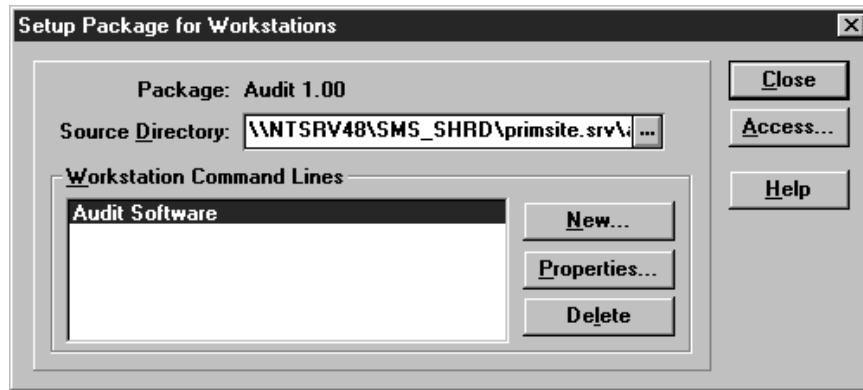 Setup Package for Workstations
Package: Audit 1.00
Source Directory: \\NTSRV48\SMS_SHRD\primsite.srv\a ...
Workstation Command Lines
Audit Software
New...
Properties...
Delete
Close
Access...
Help